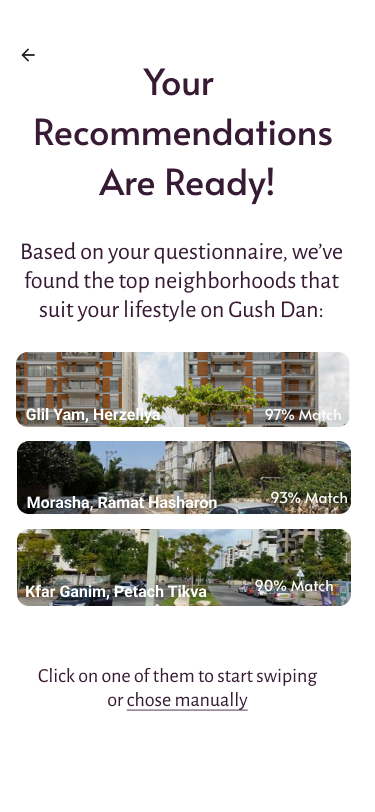 Your
Recommendations
Are Ready!
Based on your questionnaire, we've
found the top neighborhoods that
suit your lifestyle on Gush Dan:
Glil Yam, Herzeliya
97% Match
Morasha, Ramat Hasharon
93% Match
Kfar Ganim, Petach Tikva
90% Match
Click on one of them to start swiping
or chose manually